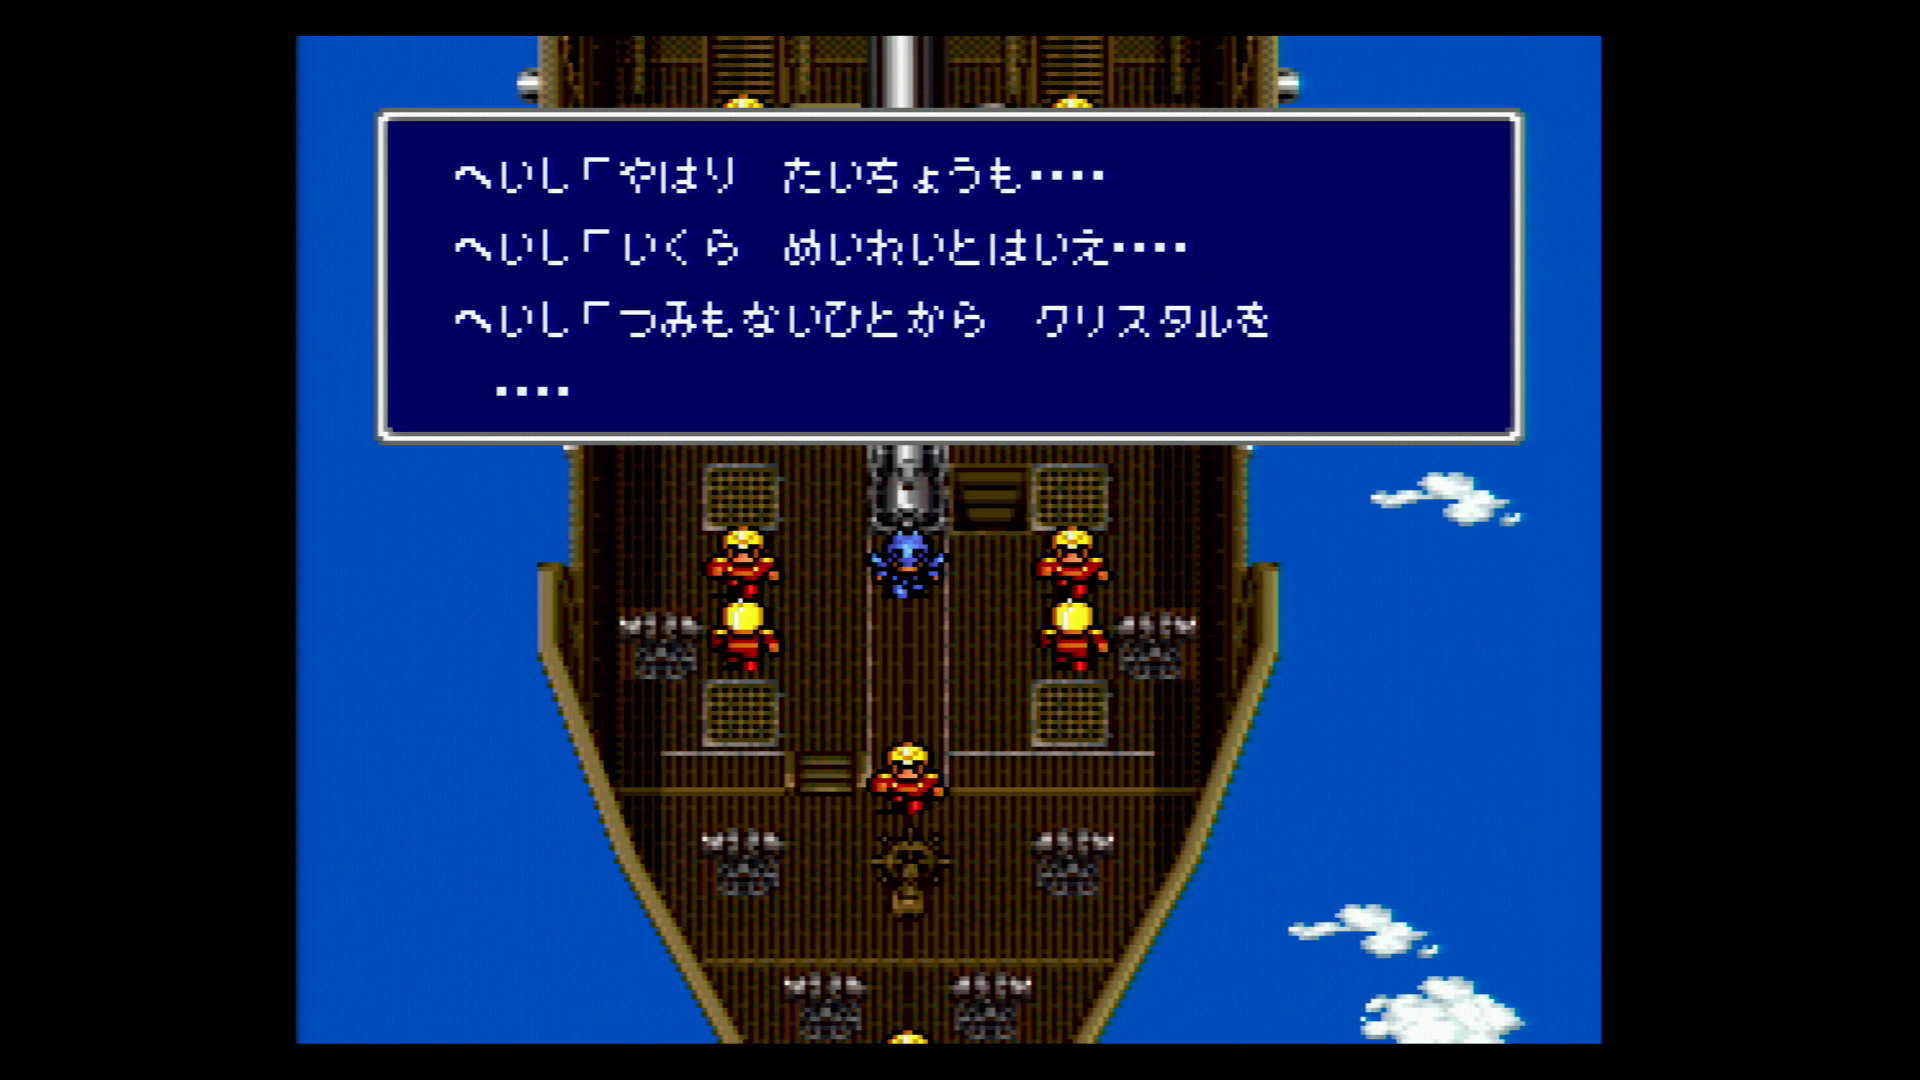 へいし「やはり　たいちょうも‥‥
へいし「いくら　めいれいとはいえ‥‥
へいし「つみもないひとから　クリスタルを
‥‥